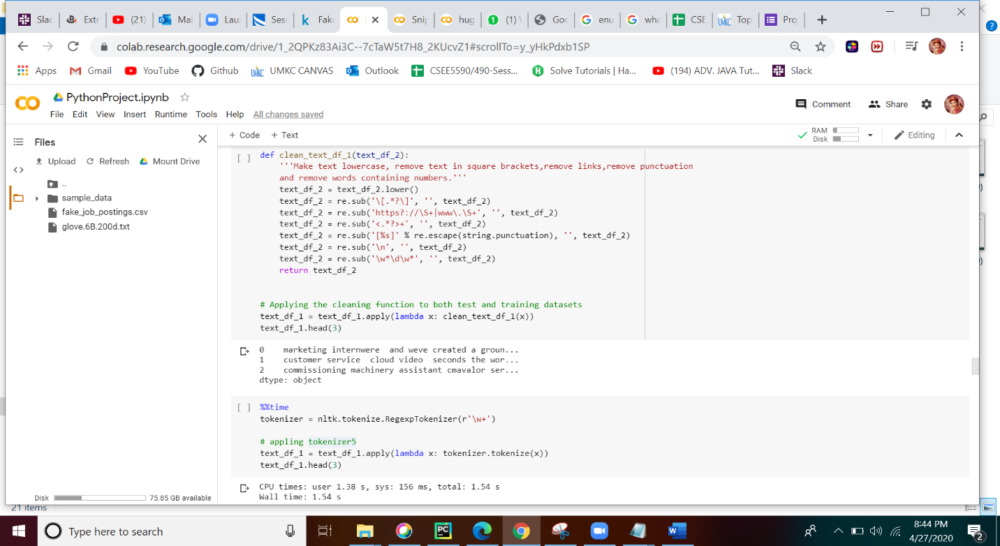 Slac
Extr
(21)
Mai
Lau
Ses
Fak
Snip
hug
(1) \
Goc
enu
wha
CSE
UMKC Top
Pro
colab.research.google.com/drive/1_2QPKz83Ai3C--7cTaW5t7H8_2KUcvZ1#scrollTo=y_yHkPdxb1SP
Apps
Gmail
YouTube
Github
UMKC UMKC CANVAS
Outlook
CSEE5590/490-Sess...
Solve Tutorials | Ha...
(194) ADV. JAVA Tut...
Slack
PythonProject.ipynb
File Edit View Insert Runtime Tools Help All changes saved
Comment
Share
Files
+ Code + Text
RAM
Disk
Editing
Upload
Refresh
Mount Drive
..
sample_data
fake_job_postings.csv
glove.6B.200d.txt
[ ] def clean_text_df_1(text_df_2):
'''Make text lowercase, remove text in square brackets,remove links,remove punctuation
and remove words containing numbers.'''
text_df_2 = text_df_2.lower()
text_df_2 = re.sub('\[.*?\]', '', text_df_2)
text_df_2 = re.sub('https?://\S+|www\.\S+', '', text_df_2)
text_df_2 = re.sub('<.*?>+', '', text_df_2)
text_df_2 = re.sub('[%s]' % re.escape(string.punctuation), '', text_df_2)
text_df_2 = re.sub('\n', '', text_df_2)
text_df_2 = re.sub('\w*\d\w*', '', text_df_2)
return text_df_2
# Applying the cleaning function to both test and training datasets
text_df_1 = text_df_1.apply(lambda x: clean_text_df_1(x))
text_df_1.head(3)
0 marketing internwere and weve created a groun...
1 customer service cloud video seconds the wor...
2 commissioning machinery assistant cmavalor ser...
dtype: object
[ ] %%time
tokenizer = nltk.tokenize.RegexpTokenizer(r'\w+')
# appling tokenizer5
text_df_1 = text_df_1.apply(lambda x: tokenizer.tokenize(x))
text_df_1.head(3)
CPU times: user 1.38 s, sys: 156 ms, total: 1.54 s
Wall time: 1.54 s
Disk 75.85 GB available
21 items
Type here to search
PC
W
8:44 PM
4/27/2020
2